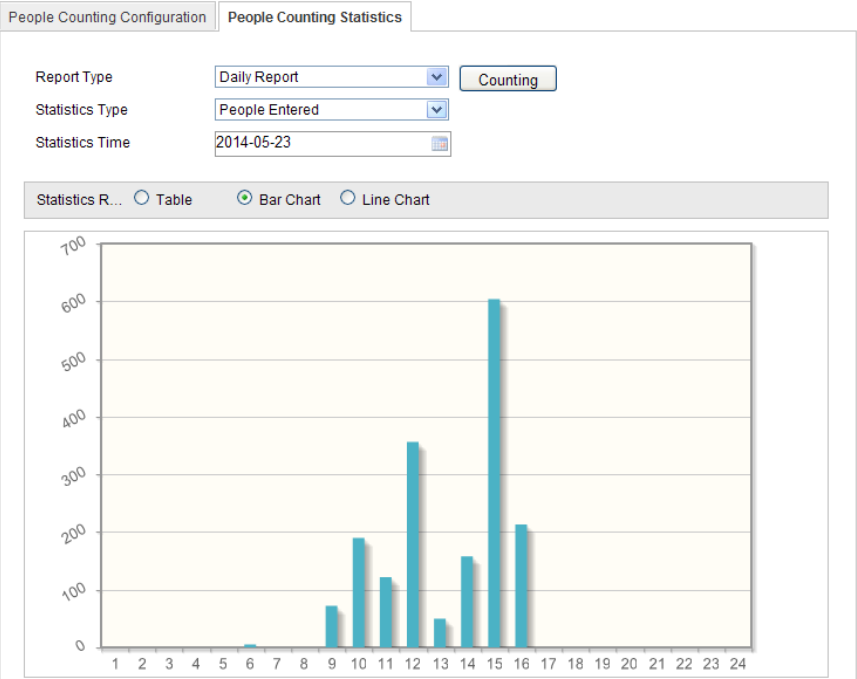 People Counting Configuration People Counting Statistics
Report Type Daily Report Counting
Statistics Type People Entered
Statistics Time 2014-05-23
Statistics R... Table Bar Chart Line Chart
700
600
500
400
300
200
100
0
1 2 3 4 5 6 7 8 9 10 11 12 13 14 15 16 17 18 19 20 21 22 23 24